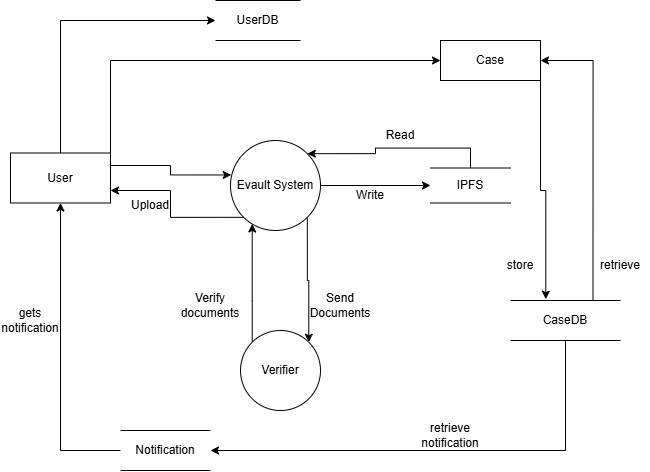 UserDB
Case
Read
User
Evault System
IPFS
Write
Upload
store
retrieve
Verify
documents
Send
Documents
gets
notification
CaseDB
Verifier
retrieve
notification
Notification